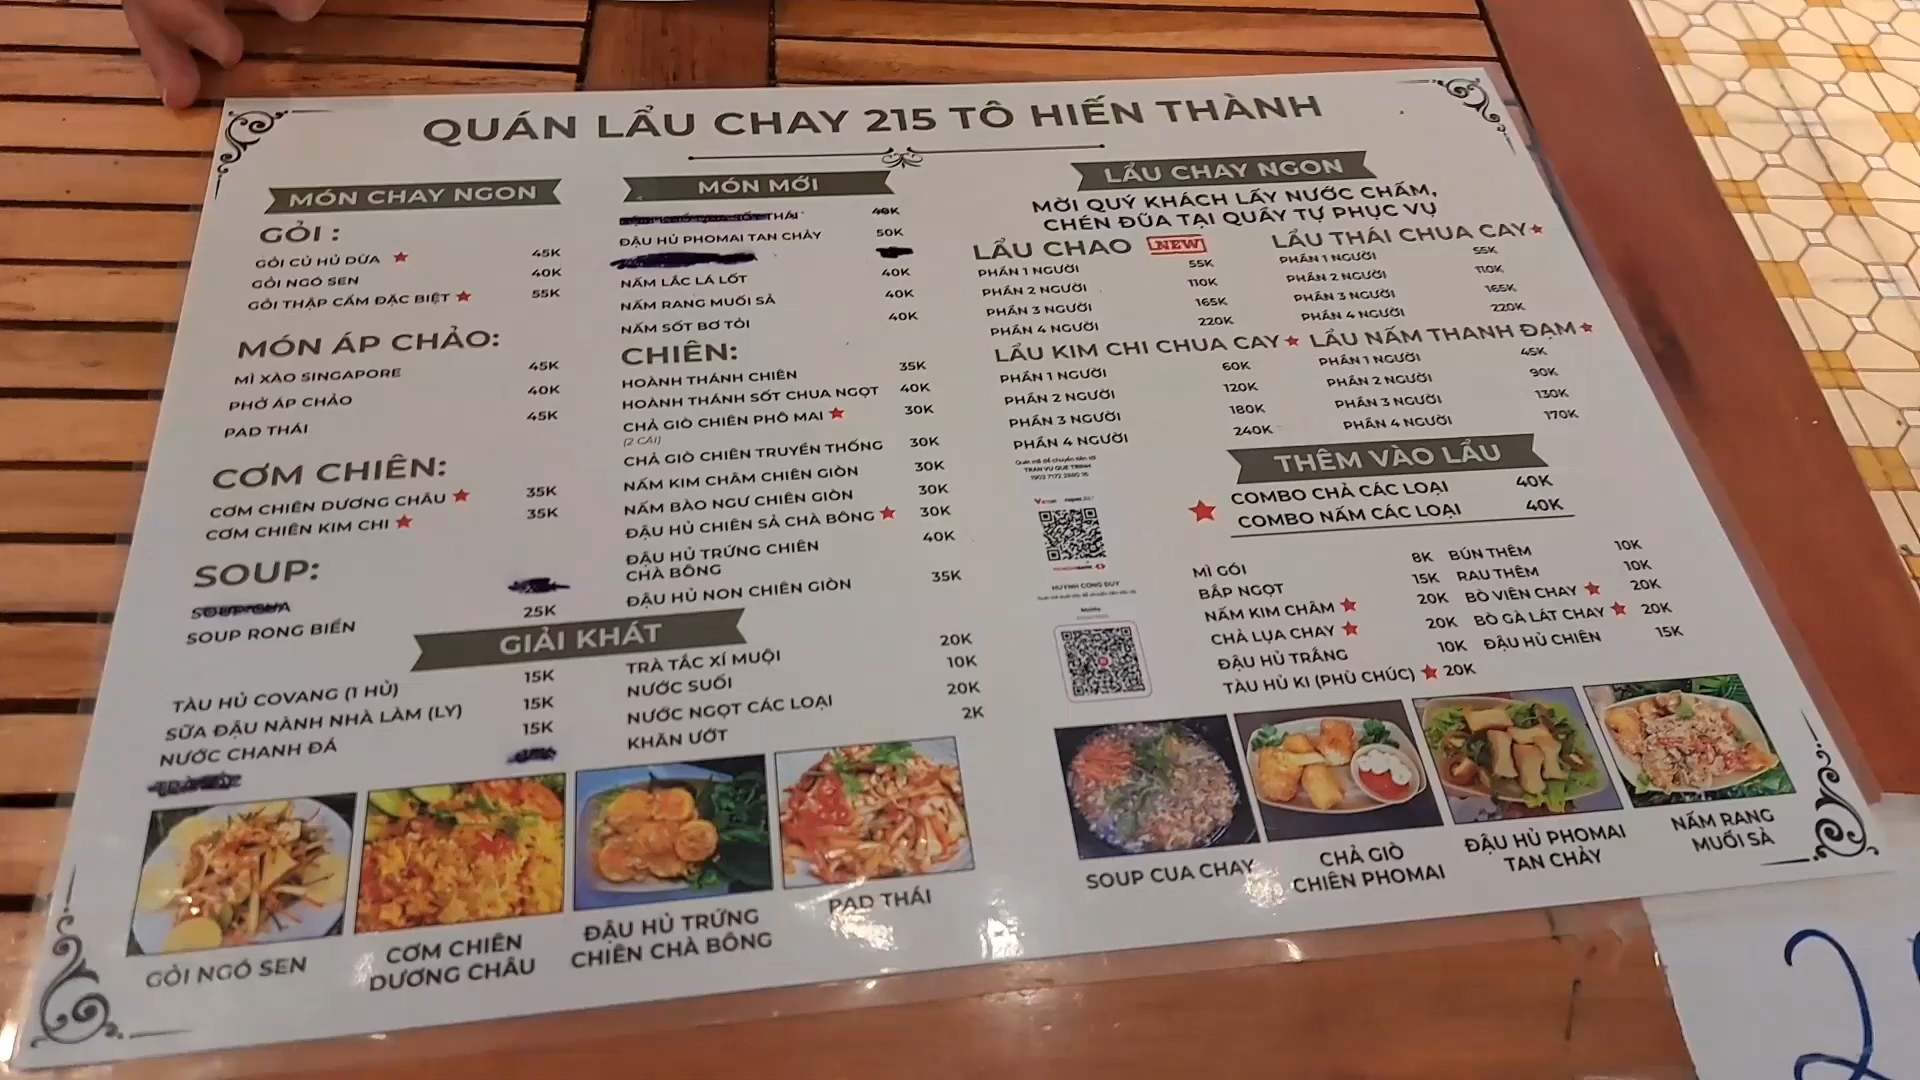 QUÁN LẨU CHAY 215 TÔ HIẾN THÀNH
MÓN CHAY NGON
GỎI :
GỎI CỦ HỦ DỪA 45K
GỎI NGÓ SEN 40K
GỎI THẬP CẨM ĐẶC BIỆT 55K
MÓN ÁP CHẢO:
MÌ XÀO SINGAPORE 45K
PHỞ ÁP CHẢO 40K
PAD THÁI 45K
CƠM CHIÊN:
CƠM CHIÊN DƯƠNG CHÂU 35K
CƠM CHIÊN KIM CHI 35K
SOUP:
SOUP CUA
SOUP RONG BIỂN 25K
MÓN MỚI
THÁI 40K
ĐẬU HỦ PHOMAI TAN CHẢY 50K
NẤM LẮC LÁ LỐT 40K
NẤM RANG MUỐI SẢ 40K
NẤM SỐT BƠ TỎI 40K
CHIÊN:
HOÀNH THÁNH CHIÊN 35K
HOÀNH THÁNH SỐT CHUA NGỌT 40K
CHẢ GIÒ CHIÊN PHÔ MAI 30K
(2 CÁI)
CHẢ GIÒ CHIÊN TRUYỀN THỐNG 30K
NẤM KIM CHÂM CHIÊN GIÒN 30K
NẤM BÀO NGƯ CHIÊN GIÒN 30K
ĐẬU HỦ CHIÊN SẢ CHÀ BÔNG 30K
ĐẬU HỦ TRỨNG CHIÊN 40K
CHÀ BÔNG
ĐẬU HỦ NON CHIÊN GIÒN 35K
GIẢI KHÁT
TÀU HỦ COVANG (1 HỦ) 15K
SỮA ĐẬU NÀNH NHÀ LÀM (LY) 15K
NƯỚC CHANH ĐÁ 15K
TRÀ TẮC XÍ MUỘI 20K
NƯỚC SUỐI 10K
NƯỚC NGỌT CÁC LOẠI 20K
KHĂN ƯỚT 2K
LẨU CHAY NGON
MỜI QUÝ KHÁCH LẤY NƯỚC CHẤM,
CHÉN ĐŨA TẠI QUẦY TỰ PHỤC VỤ
LẨU CHAO NEW
PHẦN 1 NGƯỜI 55K
PHẦN 2 NGƯỜI 110K
PHẦN 3 NGƯỜI 165K
PHẦN 4 NGƯỜI 220K
LẨU THÁI CHUA CAY
PHẦN 1 NGƯỜI 55K
PHẦN 2 NGƯỜI 110K
PHẦN 3 NGƯỜI 165K
PHẦN 4 NGƯỜI 220K
LẨU KIM CHI CHUA CAY
PHẦN 1 NGƯỜI 60K
PHẦN 2 NGƯỜI 120K
PHẦN 3 NGƯỜI 180K
PHẦN 4 NGƯỜI 240K
LẨU NẤM THANH ĐẠM
PHẦN 1 NGƯỜI 45K
PHẦN 2 NGƯỜI 90K
PHẦN 3 NGƯỜI 130K
PHẦN 4 NGƯỜI 170K
TRAN VU QUE TRINH
HUYNH CONG DUY
THÊM VÀO LẨU
COMBO CHẢ CÁC LOẠI 40K
COMBO NẤM CÁC LOẠI 40K
MÌ GÓI 8K
BẮP NGỌT 15K
NẤM KIM CHÂM 20K
CHẢ LỤA CHAY 20K
ĐẬU HỦ TRẮNG 10K
TÀU HỦ KI (PHÙ CHÚC) 20K
BÚN THÊM 10K
RAU THÊM 10K
BÒ VIÊN CHAY 20K
BÒ GÀ LÁT CHAY 20K
ĐẬU HỦ CHIÊN 15K
GỎI NGÓ SEN
CƠM CHIÊN
DƯƠNG CHÂU
ĐẬU HỦ TRỨNG
CHIÊN CHÀ BÔNG
PAD THÁI
SOUP CUA CHAY
CHẢ GIÒ
CHIÊN PHOMAI
ĐẬU HỦ PHOMAI
TAN CHẢY
NẤM RANG
MUỐI SẢ